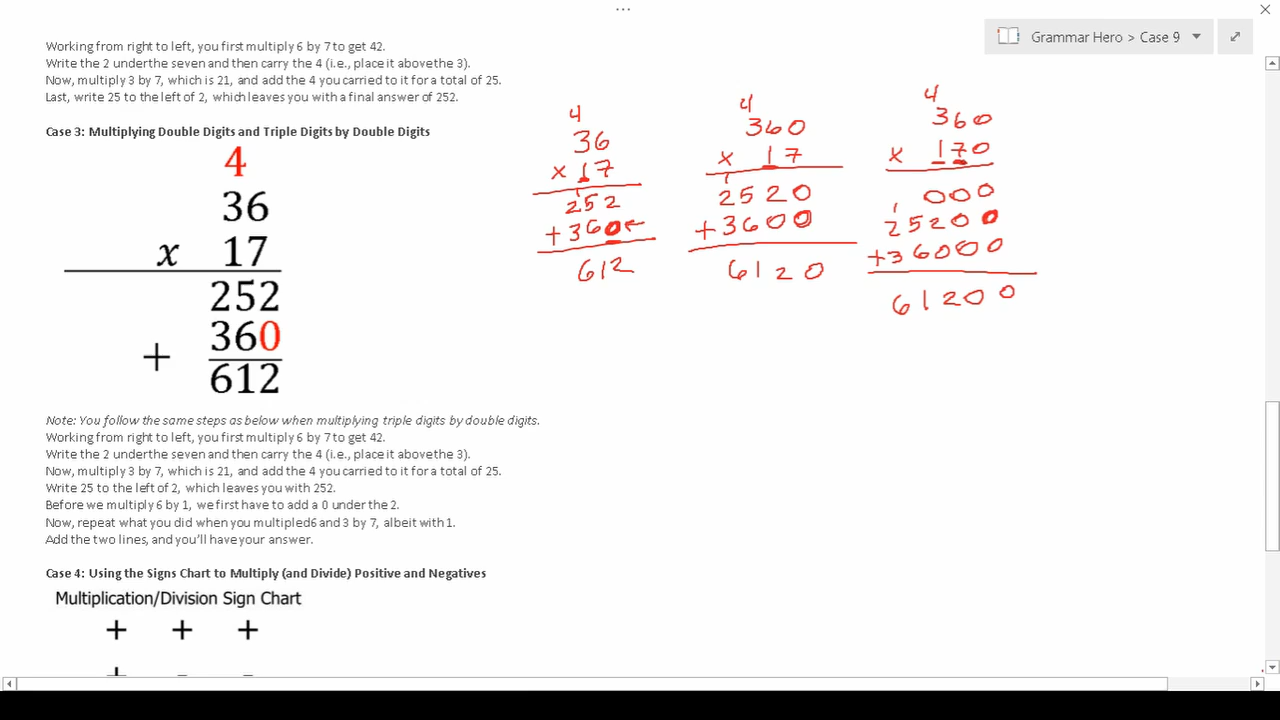 ...
Grammar Hero > Case 9
Working from right to left, you first multiply 6 by 7 to get 42.
Write the 2 under the seven and then carry the 4 (i.e., place it above the 3).
Now, multiply 3 by 7, which is 21, and add the 4 you carried to it for a total of 25.
Last, write 25 to the left of 2, which leaves you with a final answer of 252.
Case 3: Multiplying Double Digits and Triple Digits by Double Digits
4
36
x 17
252
+ 360
612
4
36
x 17
1
252
+360
612
4
360
x 17
1
2520
+3600
6120
4
360
x 170
000
1
25200
+36000
61200
Note: You follow the same steps as below when multiplying triple digits by double digits.
Working from right to left, you first multiply 6 by 7 to get 42.
Write the 2 under the seven and then carry the 4 (i.e., place it above the 3).
Now, multiply 3 by 7, which is 21, and add the 4 you carried to it for a total of 25.
Write 25 to the left of 2, which leaves you with 252.
Before we multiply 6 by 1, we first have to add a 0 under the 2.
Now, repeat what you did when you multipled 6 and 3 by 7, albeit with 1.
Add the two lines, and you'll have your answer.
Case 4: Using the Signs Chart to Multiply (and Divide) Positive and Negatives
Multiplication/Division Sign Chart
+ + +
+ - -